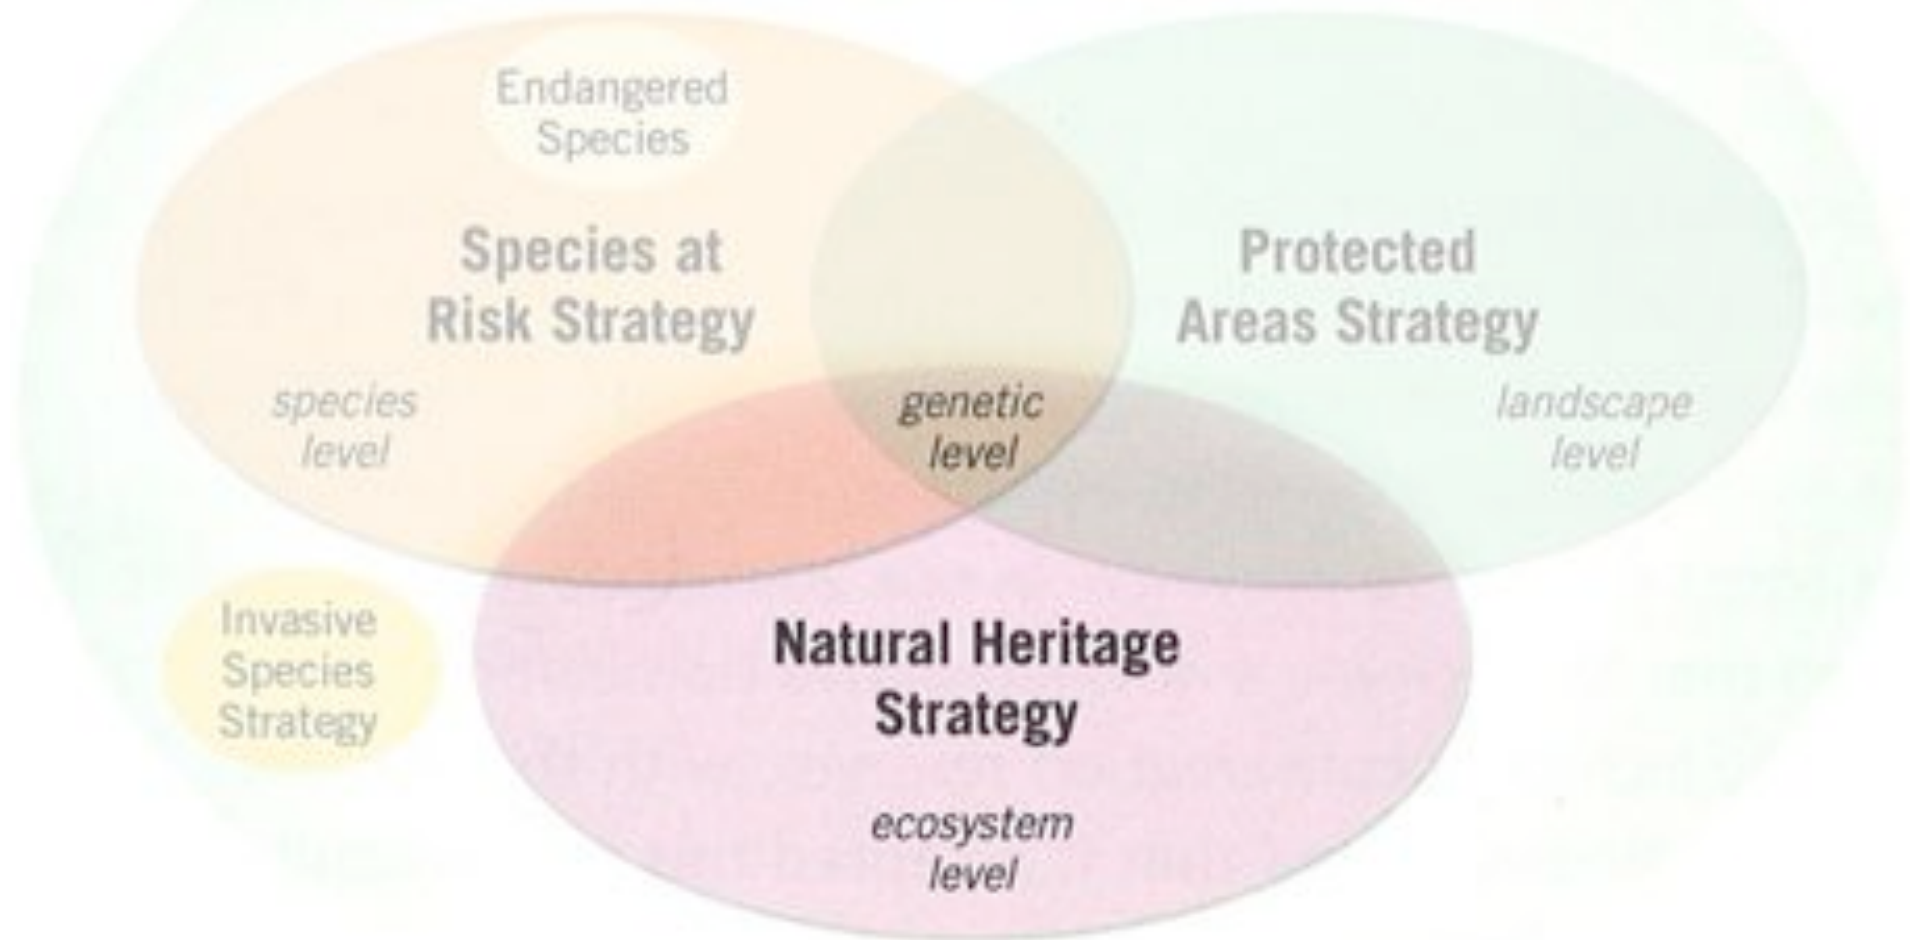 Endangered
Species
Species at
Risk Strategy
Protected
Areas Strategy
species
level
genetic
level
landscape
level
Invasive
Species
Strategy
Natural Heritage
Strategy
ecosystem
level